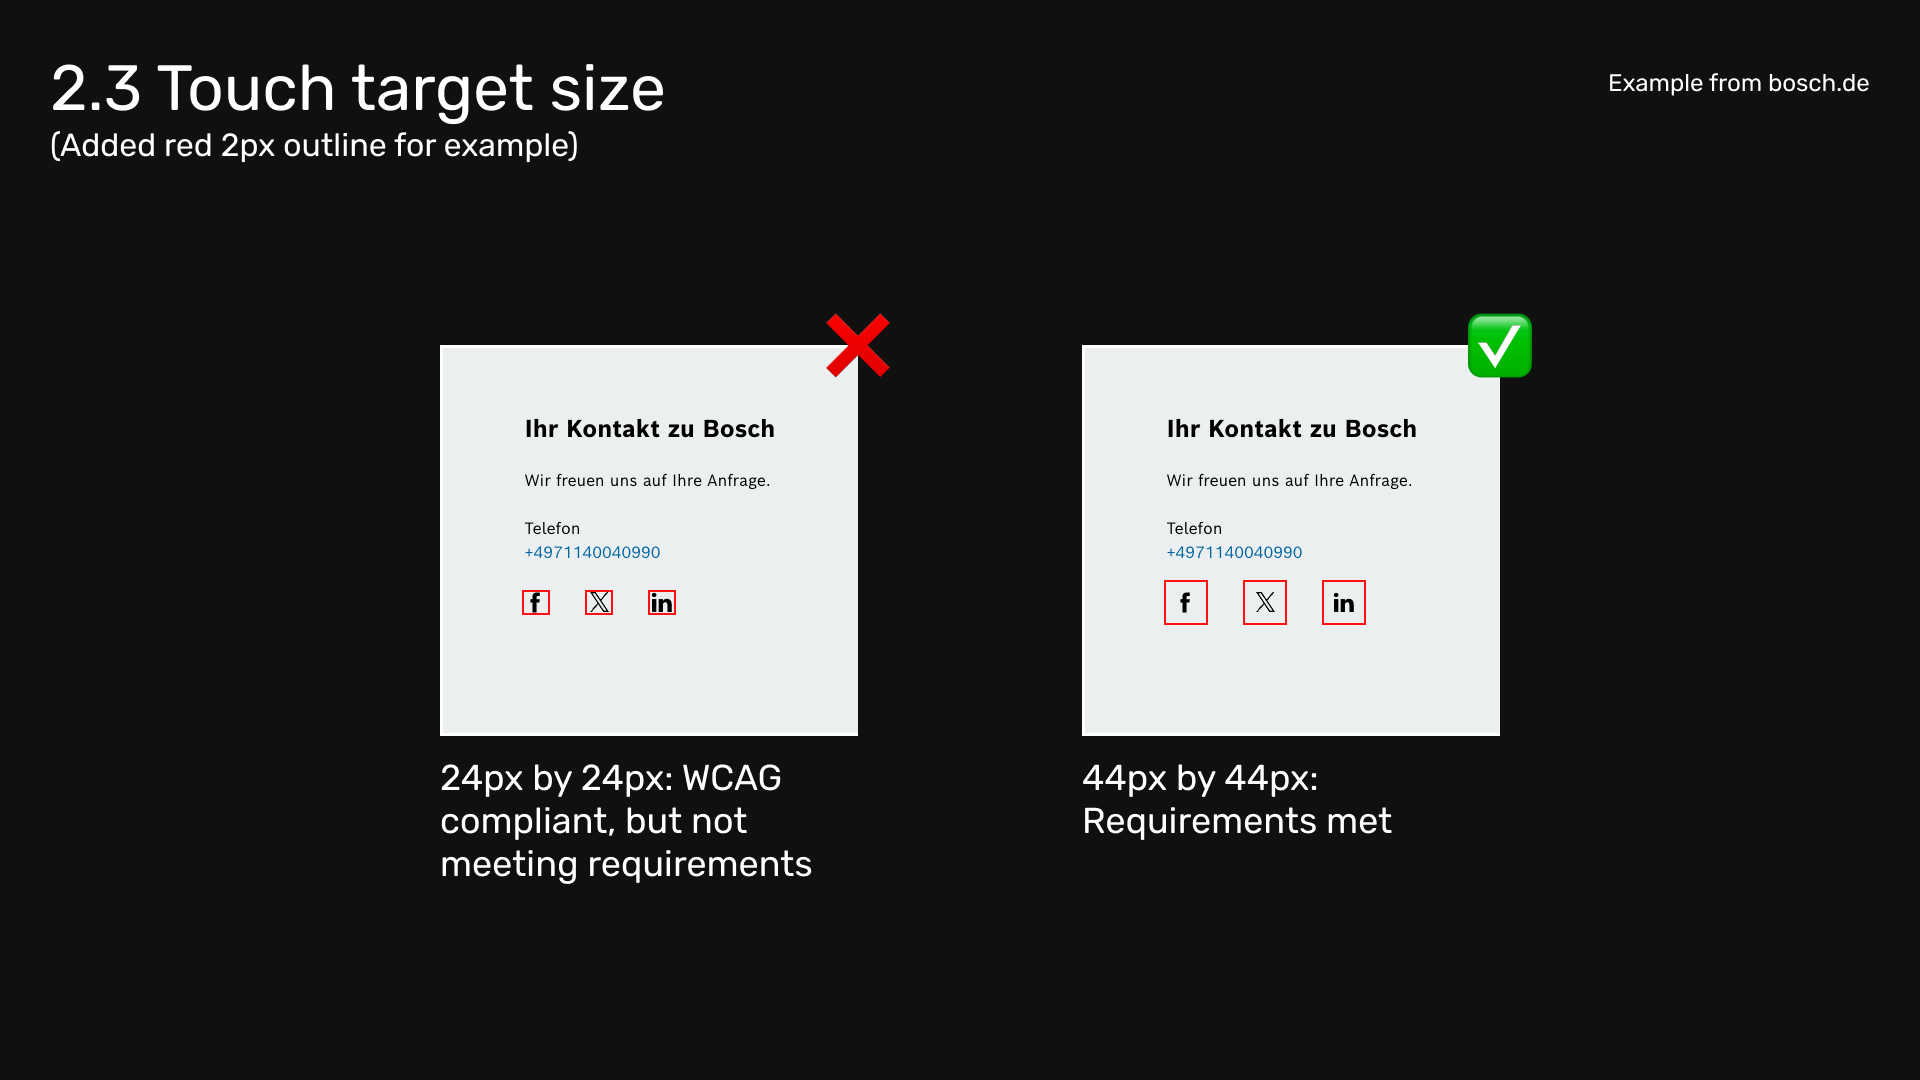 2.3 Touch target size
(Added red 2px outline for example)
Example from bosch.de
Ihr Kontakt zu Bosch
Wir freuen uns auf Ihre Anfrage.
Telefon
+4971140040990
f X in
24px by 24px: WCAG
compliant, but not
meeting requirements
Ihr Kontakt zu Bosch
Wir freuen uns auf Ihre Anfrage.
Telefon
+4971140040990
f X in
44px by 44px:
Requirements met